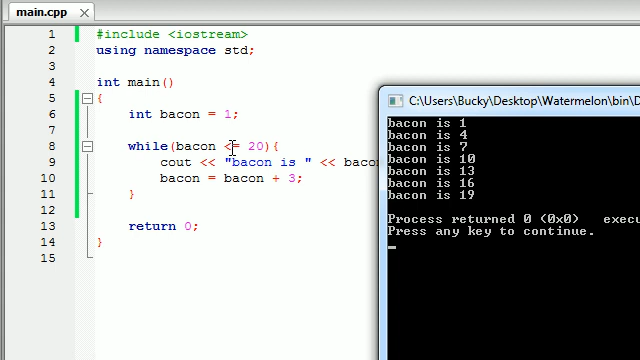 main.cpp
1 #include <iostream>
2 using namespace std;
3
4 int main()
5 {
6 int bacon = 1;
7
8 while(bacon <= 20){
9 cout << "bacon is " << bacon
10 bacon = bacon + 3;
11 }
12
13 return 0;
14 }
15
C:\Users\Bucky\Desktop\Watermelon\bin\D
bacon is 1
bacon is 4
bacon is 7
bacon is 10
bacon is 13
bacon is 16
bacon is 19
Process returned 0 (0x0) execu
Press any key to continue.